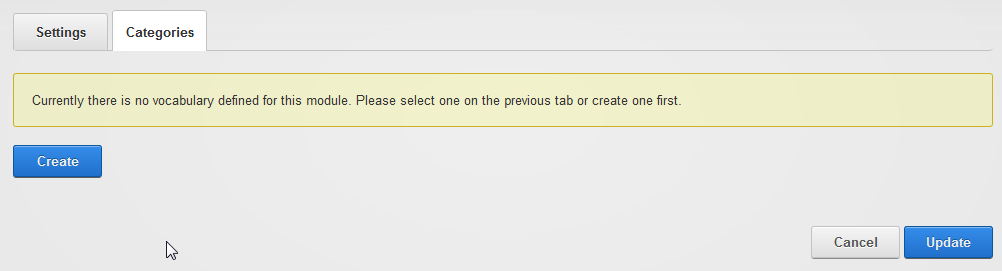 Settings
Categories
Currently there is no vocabulary defined for this module. Please select one on the previous tab or create one first.
Create
Cancel
Update